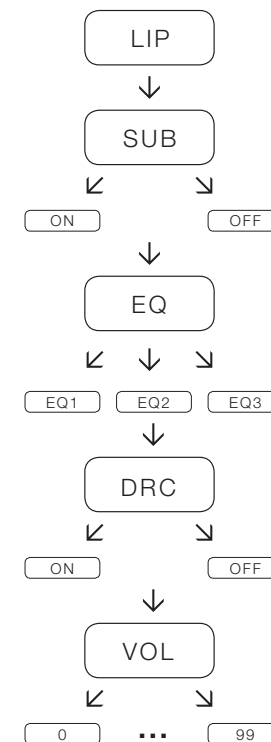 LIP
SUB
ON OFF
EQ
EQ1 EQ2 EQ3
DRC
ON OFF
VOL
0 ... 99